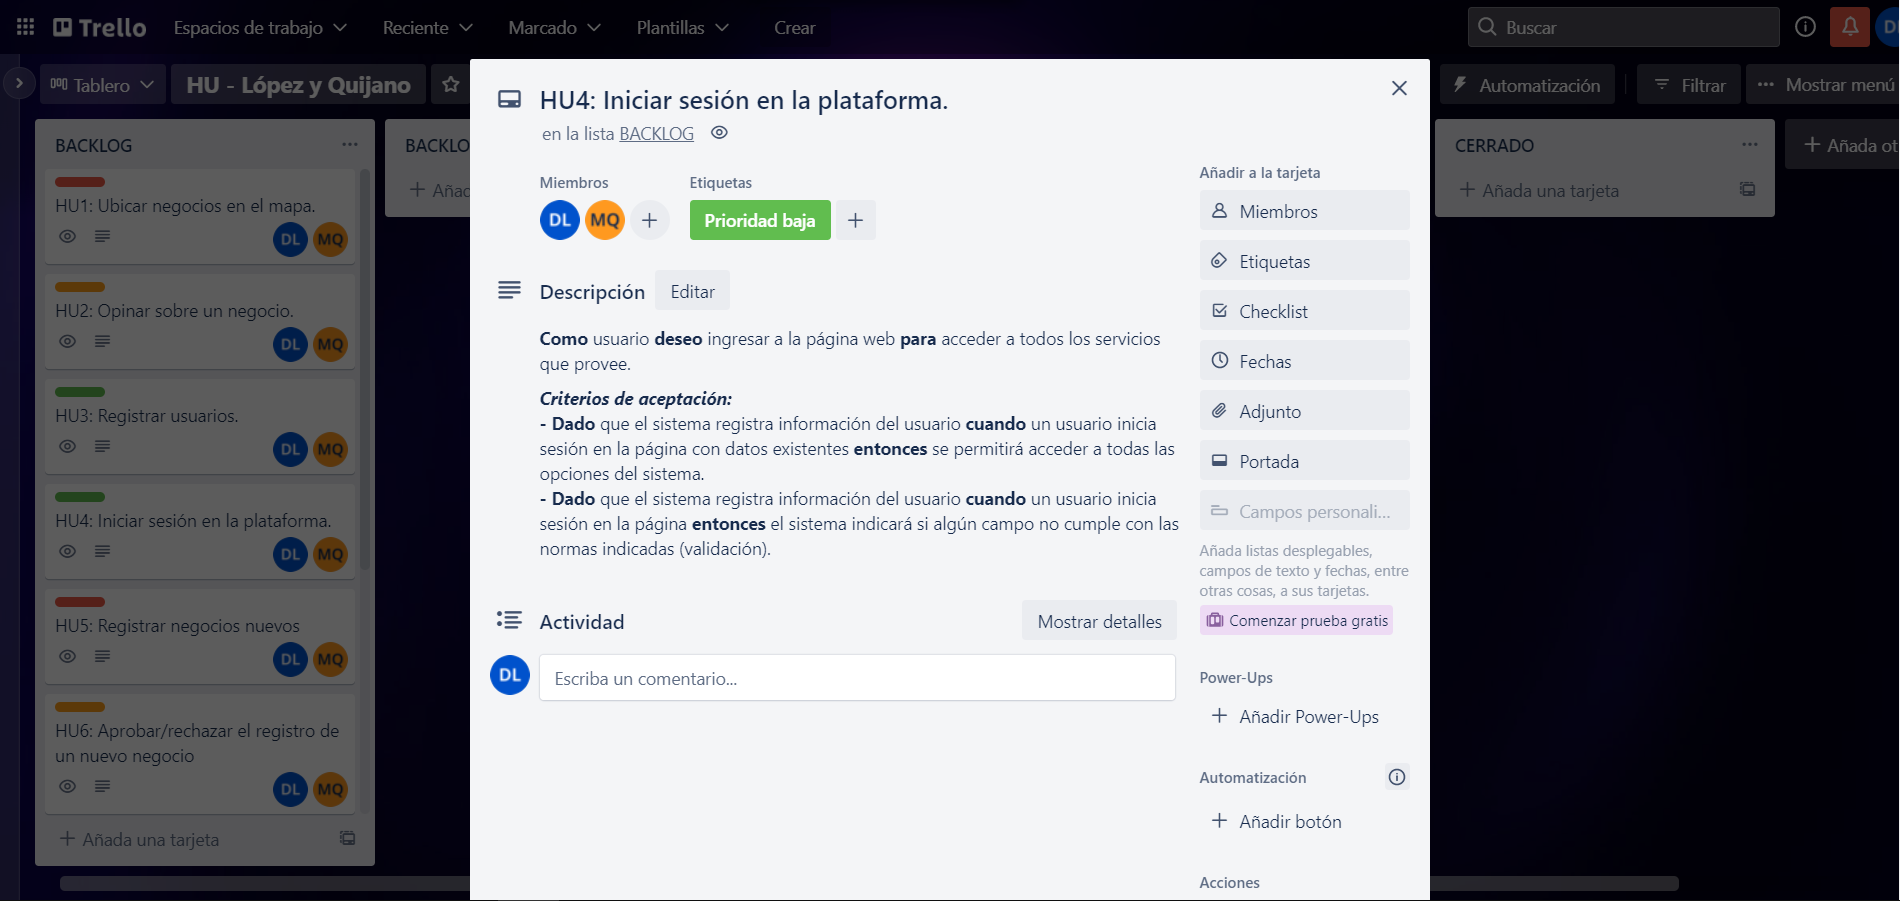 Trello
Espacios de trabajo
Reciente
Marcado
Plantillas
Crear
Buscar
DL
Tablero
HU - López y Quijano
Automatización
Filtrar
Mostrar menú
BACKLOG
HU1: Ubicar negocios en el mapa.
DL MQ
HU2: Opinar sobre un negocio.
DL MQ
HU3: Registrar usuarios.
DL MQ
HU4: Iniciar sesión en la plataforma.
DL MQ
HU5: Registrar negocios nuevos
DL MQ
HU6: Aprobar/rechazar el registro de
un nuevo negocio
DL MQ
Añada una tarjeta
BACKLO
Añad
HU4: Iniciar sesión en la plataforma.
en la lista BACKLOG
Miembros
DL MQ
Etiquetas
Prioridad baja
Descripción
Editar
Como usuario deseo ingresar a la página web para acceder a todos los servicios
que provee.
Criterios de aceptación:
- Dado que el sistema registra información del usuario cuando un usuario inicia
sesión en la página con datos existentes entonces se permitirá acceder a todas las
opciones del sistema.
- Dado que el sistema registra información del usuario cuando un usuario inicia
sesión en la página entonces el sistema indicará si algún campo no cumple con las
normas indicadas (validación).
Actividad
Mostrar detalles
DL
Escriba un comentario...
Añadir a la tarjeta
Miembros
Etiquetas
Checklist
Fechas
Adjunto
Portada
Campos personali...
Añada listas desplegables,
campos de texto y fechas, entre
otras cosas, a sus tarjetas.
Comenzar prueba gratis
Power-Ups
Añadir Power-Ups
Automatización
Añadir botón
Acciones
CERRADO
Añada una tarjeta
Añada ot